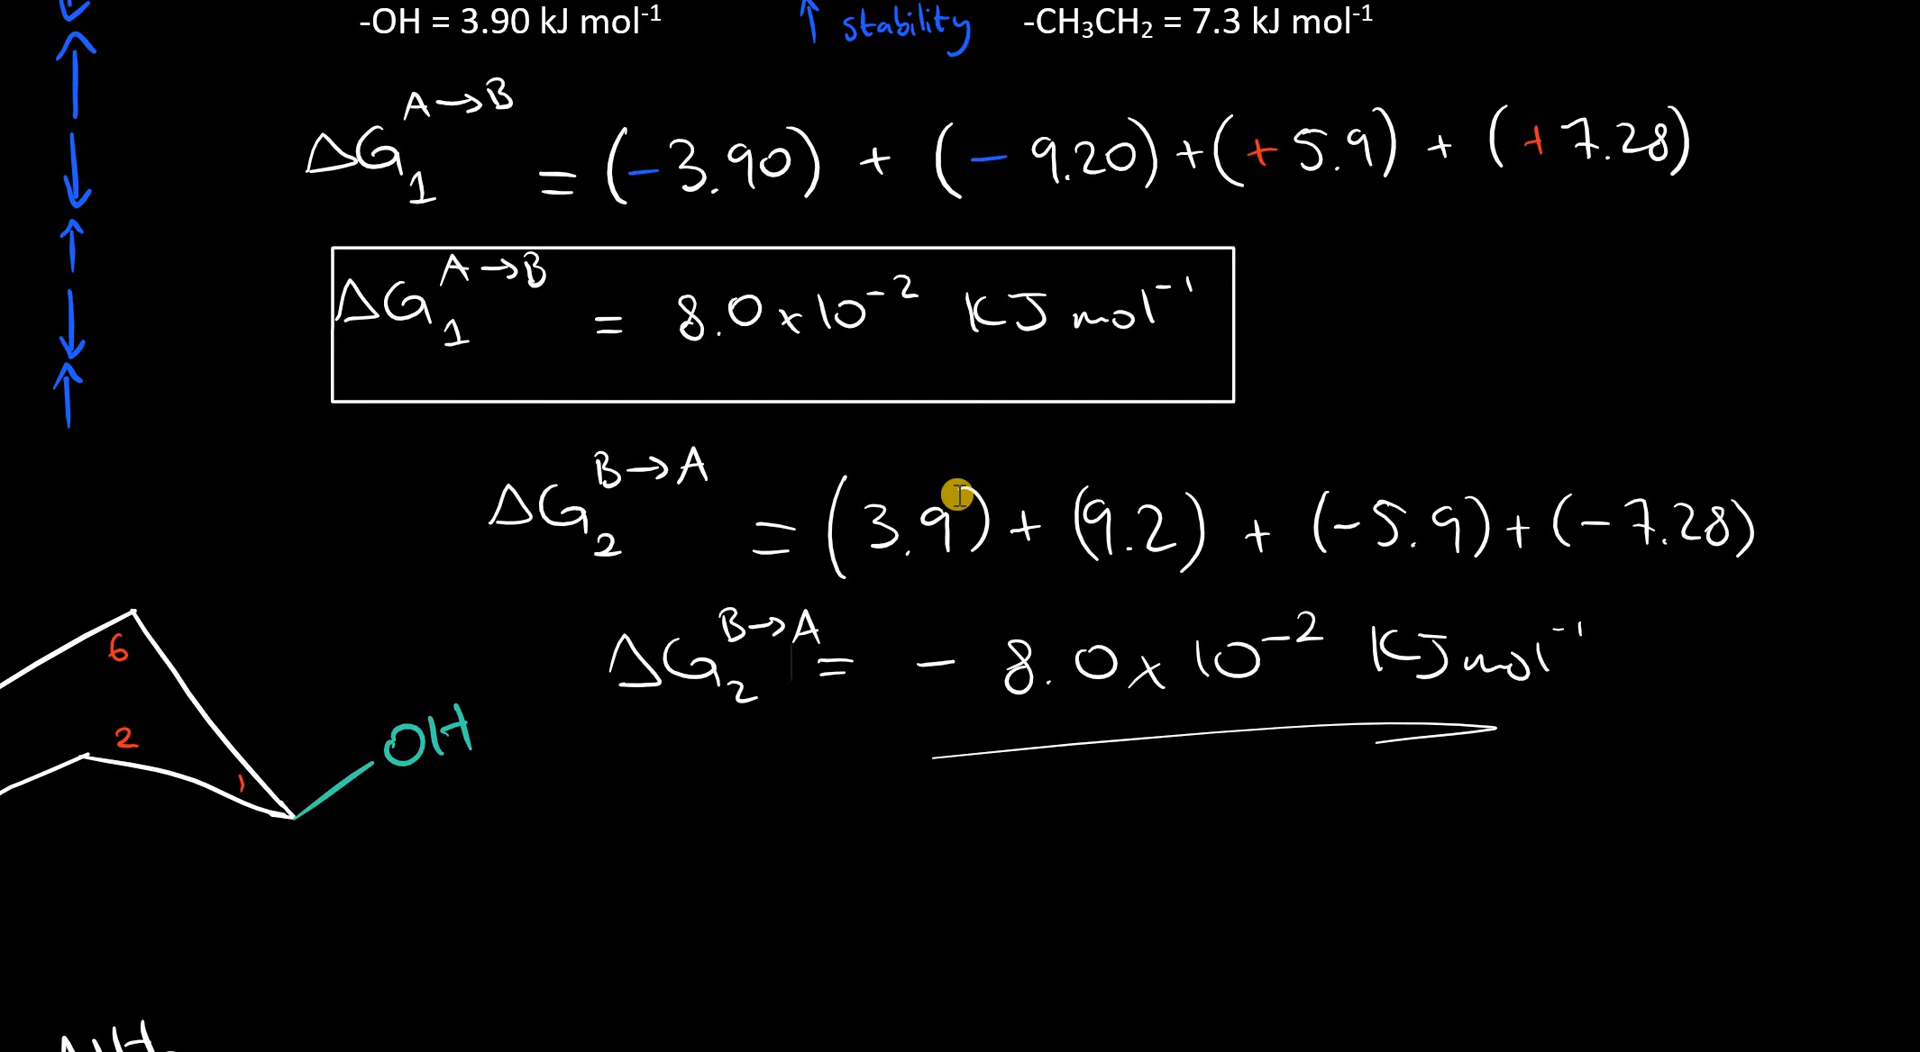 -OH = 3.90 kJ mol⁻¹ ↑ stability -CH₃CH₂ = 7.3 kJ mol⁻¹
ΔG₁ A→B = (-3.90) + (-9.20) + (+5.9) + (+7.28)
ΔG₁ A→B = 8.0 x 10⁻² KJ mol⁻¹
ΔG₂ B→A = (3.9) + (9.2) + (-5.9) + (-7.28)
ΔG₂ B→A = - 8.0 x 10⁻² KJ mol⁻¹
6
2
OH
1